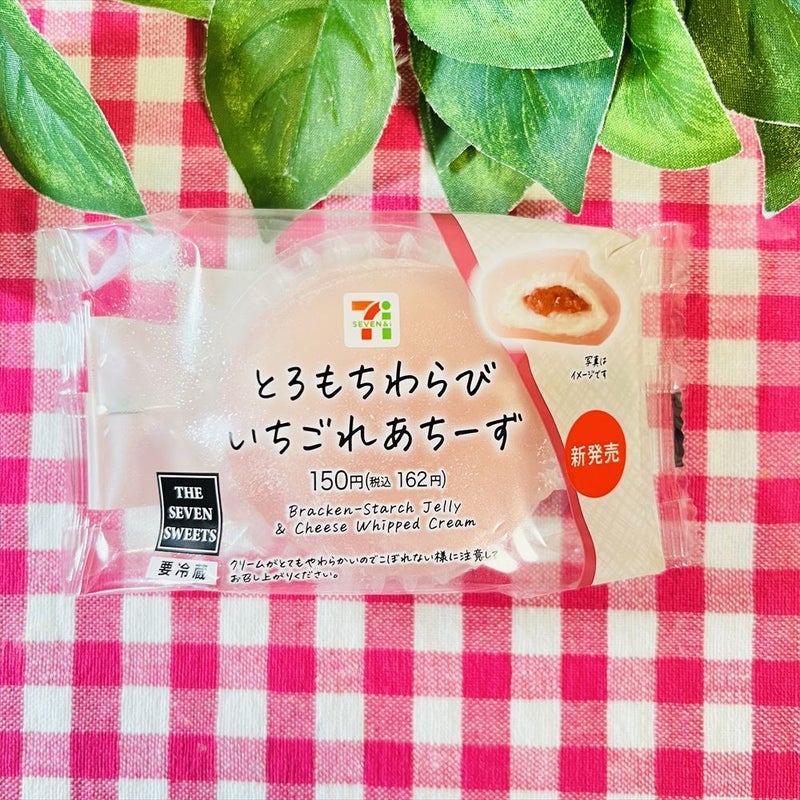 SEVEN&i
写真は
イメージです
とろもちわらび
いちごれあちーず
新発売
150円(税込 162円)
Bracken-Starch Jelly
& Cheese Whipped Cream
THE
SEVEN
SWEETS
要冷蔵
クリームがとてもやわらかいのでこぼれない様に注意して
お召し上がりください。